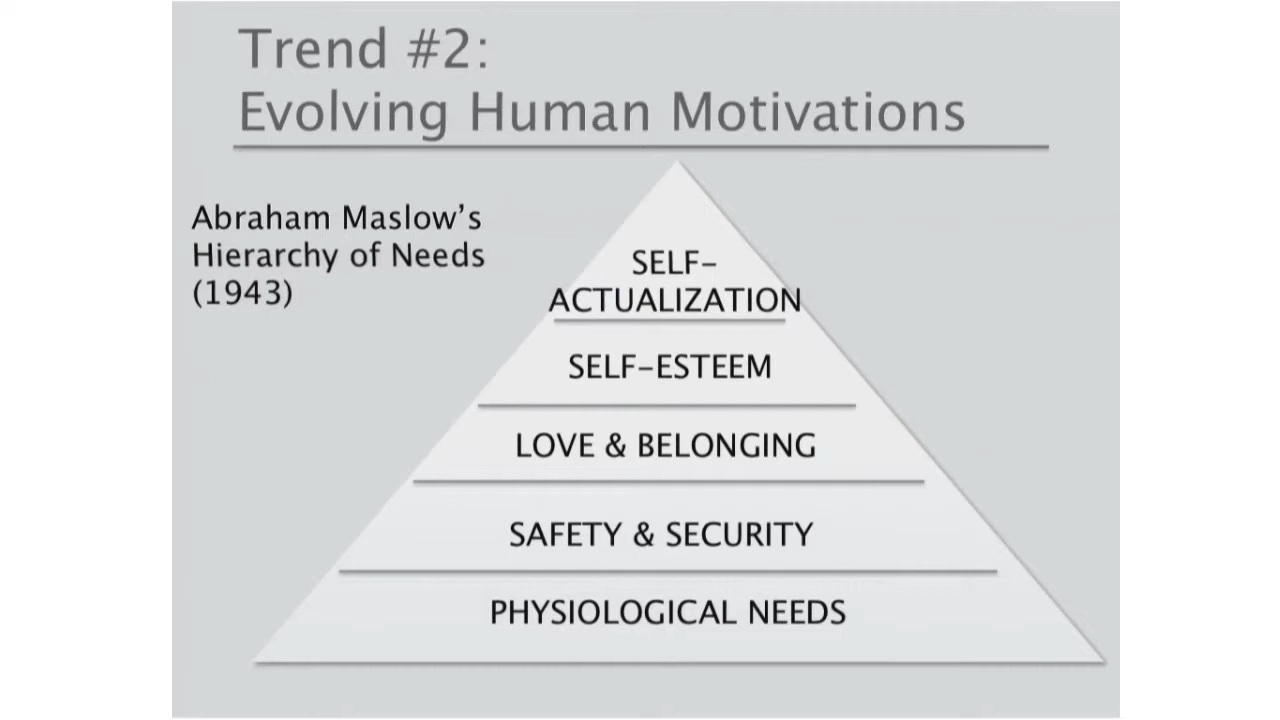 Trend #2:
Evolving Human Motivations
Abraham Maslow's
Hierarchy of Needs
(1943)
SELF-
ACTUALIZATION
SELF-ESTEEM
LOVE & BELONGING
SAFETY & SECURITY
PHYSIOLOGICAL NEEDS